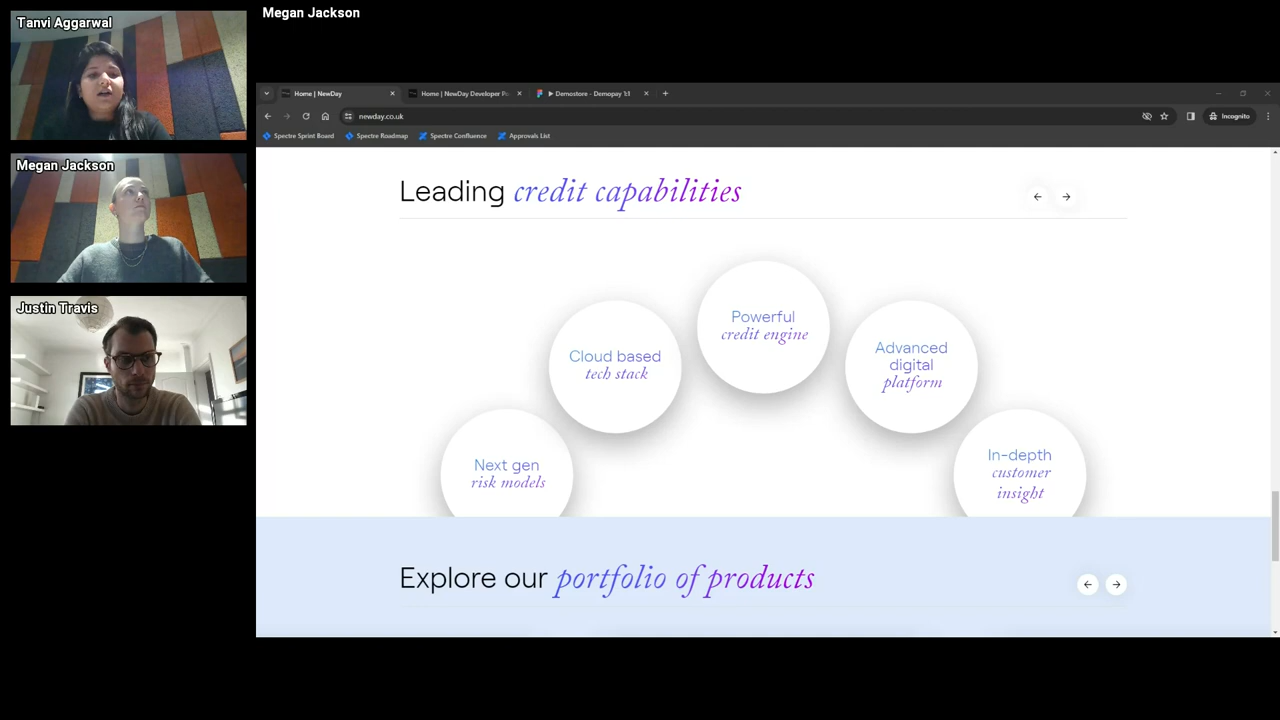 Tanvi Aggarwal
Megan Jackson
Justin Travis
Megan Jackson
Home | NewDay
Home | NewDay Developer P
Demostore - Demopay 1:1
newday.co.uk
Incognito
Spectre Sprint Board
Spectre Roadmap
Spectre Confluence
Approvals List
Leading credit capabilities
Powerful
credit engine
Cloud based
tech stack
Advanced
digital
platform
Next gen
risk models
In-depth
customer
insight
Explore our portfolio of products